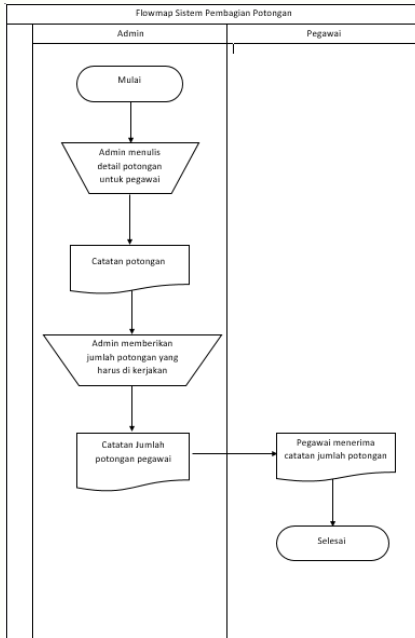 Flowmap Sistem Pembagian Potongan
Admin
Pegawai
Mulai
Admin menulis
detail potongan
untuk pegawai
Catatan potongan
Admin memberikan
jumlah potongan yang
harus di kerjakan
Catatan Jumlah
potongan pegawai
Pegawai menerima
catatan jumlah potongan
Selesai